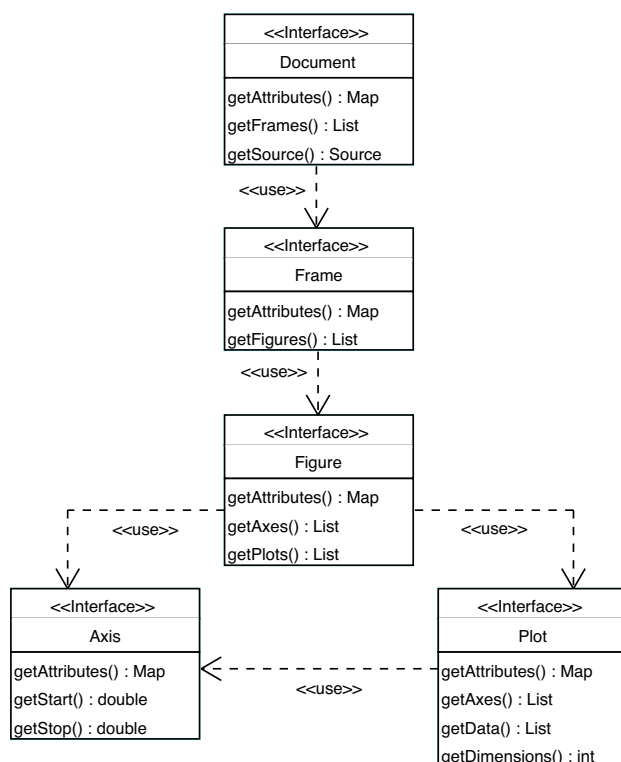 <<Interface>>
Document
getAttributes() : Map
getFrames() : List
getSource() : Source
<<use>>
<<Interface>>
Frame
getAttributes() : Map
getFigures() : List
<<use>>
<<Interface>>
Figure
getAttributes() : Map
getAxes() : List
getPlots() : List
<<use>>
<<use>>
<<Interface>>
Axis
getAttributes() : Map
getStart() : double
getStop() : double
<<use>>
<<Interface>>
Plot
getAttributes() : Map
getAxes() : List
getData() : List
getDimensions() : int